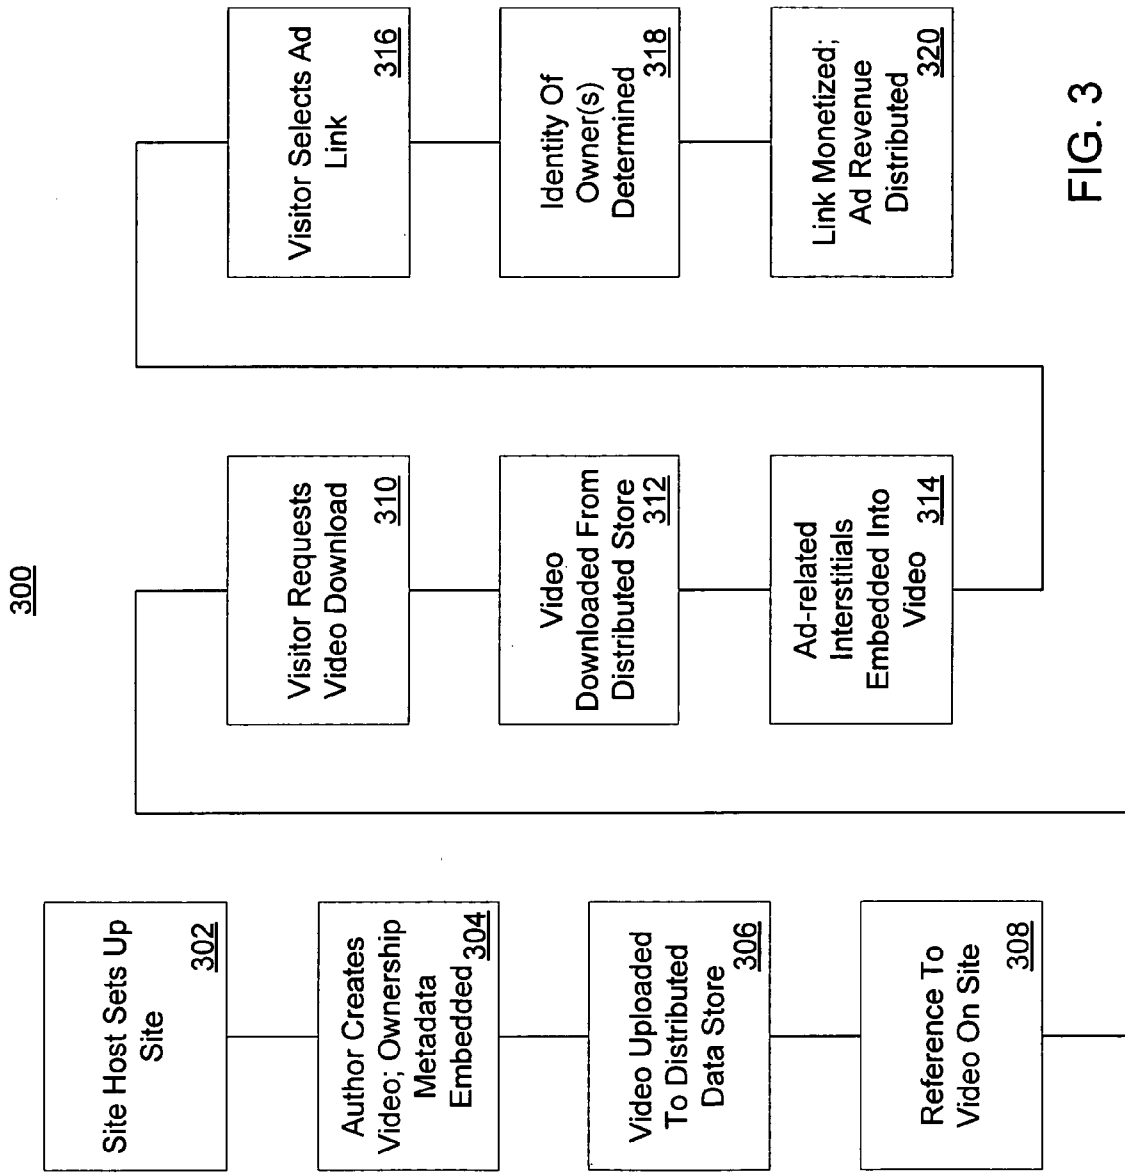 300
Site Host Sets Up
Site
302
Author Creates
Video; Ownership
Metadata
Embedded
304
Video Uploaded
To Distributed
Data Store
306
Reference To
Video On Site
308
Visitor Requests
Video Download
310
Video
Downloaded From
Distributed Store
312
Ad-related
Interstitials
Embedded Into
Video
314
Visitor Selects Ad
Link
316
Identity Of
Owner(s)
Determined
318
Link Monetized;
Ad Revenue
Distributed
320
FIG. 3